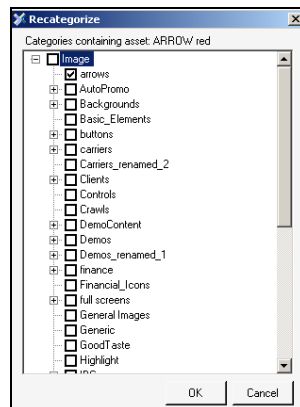 Recategorize
Categories containing asset: ARROW red
Image
arrows
AutoPromo
Backgrounds
Basic_Elements
buttons
carriers
Carriers_renamed_2
Clients
Controls
Crawls
DemoContent
Demos
Demos_renamed_1
finance
Financial_Icons
full screens
General Images
Generic
GoodTaste
Highlight
OK Cancel